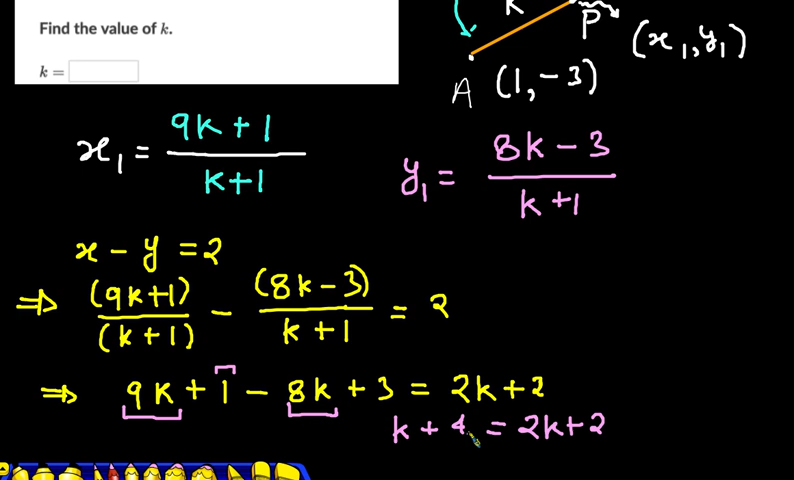 Find the value of k.
k =
K
P
(x₁, y₁)
A (1, -3)
x₁ = (9k + 1)/(k+1)
y₁ = (8k - 3)/(k+1)
x - y = 2
⇒ (9k+1)/(k+1) - (8k-3)/(k+1) = 2
⇒ 9k + 1 - 8k + 3 = 2k + 2
k + 4 = 2k + 2